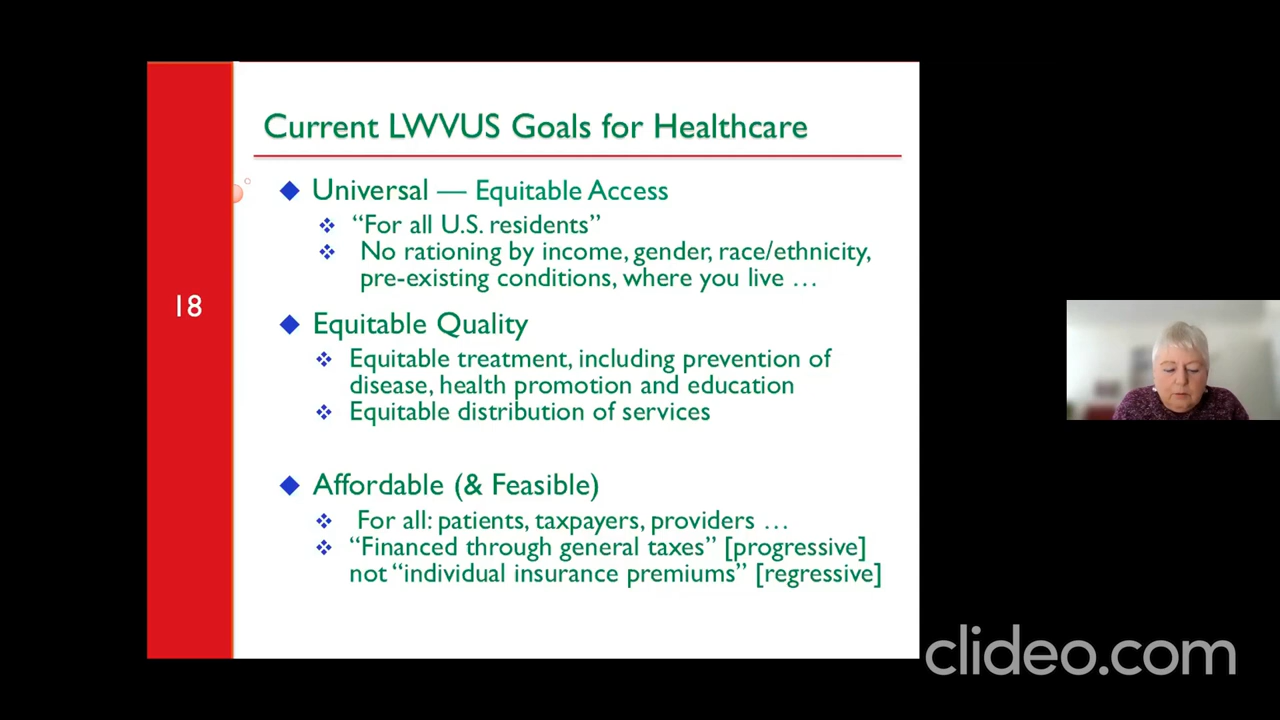 Current LWVUS Goals for Healthcare
Universal — Equitable Access
“For all U.S. residents”
No rationing by income, gender, race/ethnicity,
pre-existing conditions, where you live …
18
Equitable Quality
Equitable treatment, including prevention of
disease, health promotion and education
Equitable distribution of services
Affordable (& Feasible)
For all: patients, taxpayers, providers …
“Financed through general taxes” [progressive]
not “individual insurance premiums” [regressive]
clideo.com